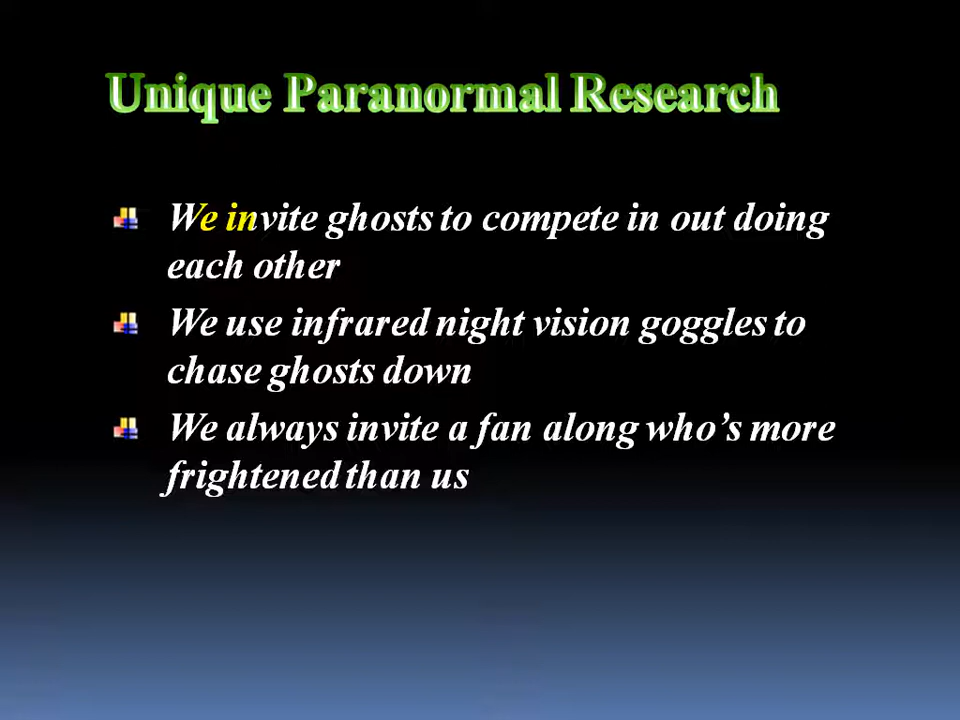 Unique Paranormal Research
We invite ghosts to compete in out doing
each other
We use infrared night vision goggles to
chase ghosts down
We always invite a fan along who’s more
frightened than us